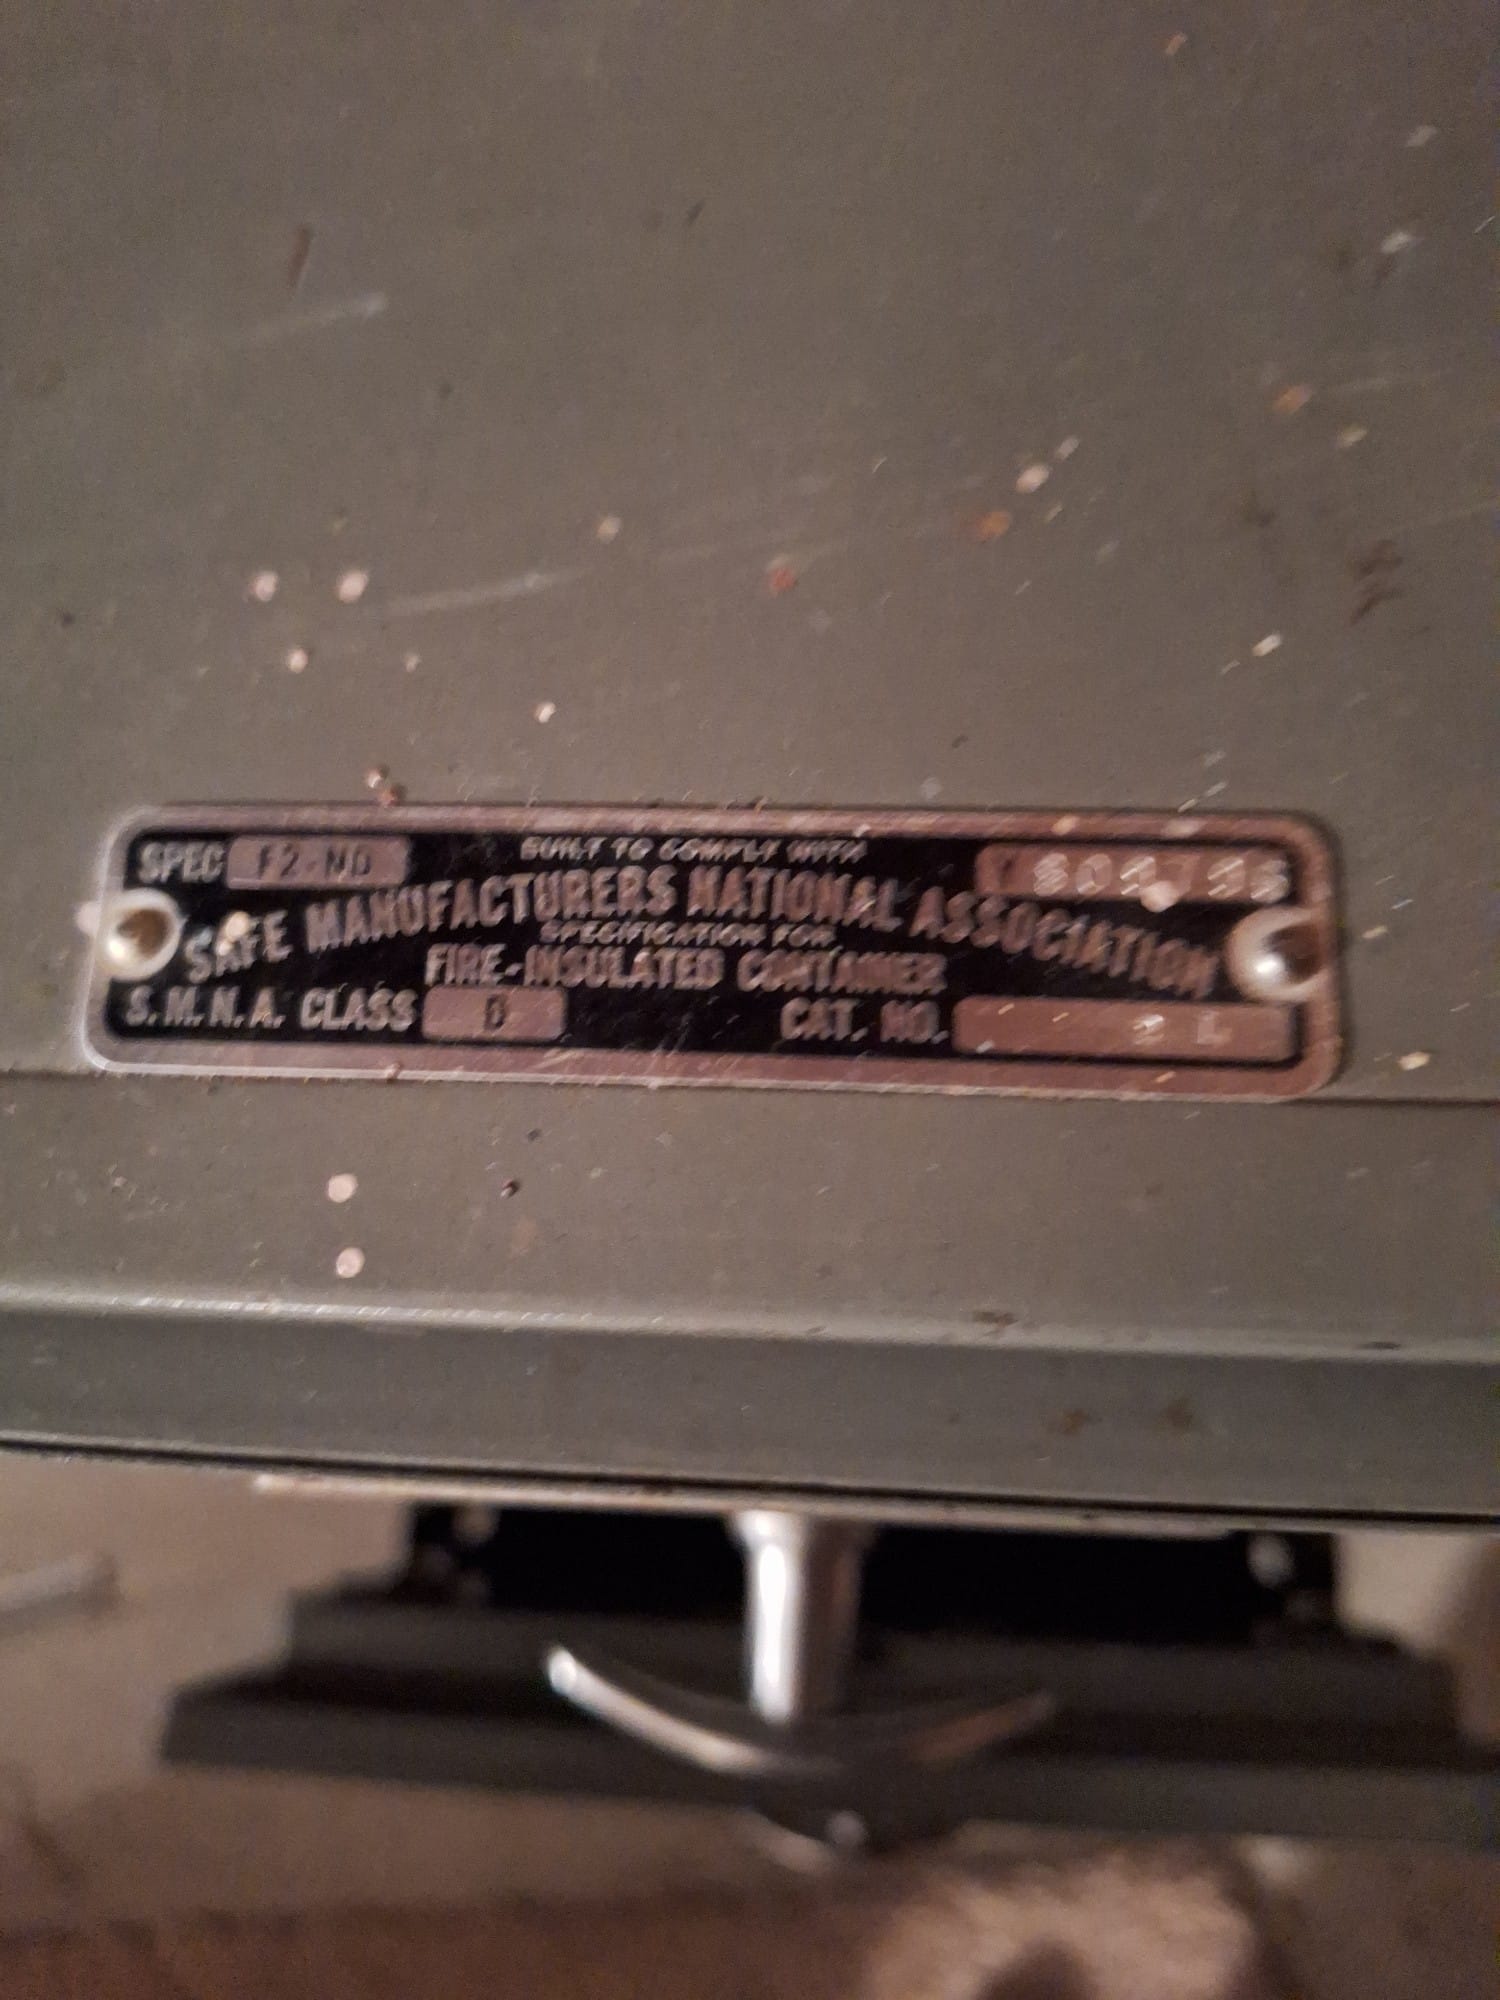 SPEC F2-ND
BUILT TO COMPLY WITH
SAFE MANUFACTURERS NATIONAL ASSOCIATION
SPECIFICATION FOR
FIRE-INSULATED CONTAINER
S.M.N.A. CLASS D
CAT. NO.